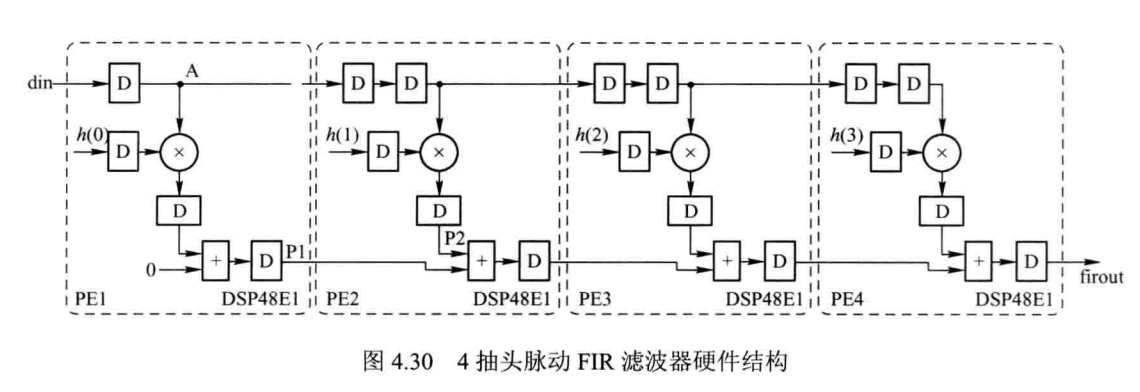 din D A D D D D D D
h(0) D × h(1) D × h(2) D × h(3) D ×
D D D D
0 + D P1 P2 + D + D + D firout
PE1 DSP48E1 PE2 DSP48E1 PE3 DSP48E1 PE4 DSP48E1
图 4.30 4 抽头脉动 FIR 滤波器硬件结构